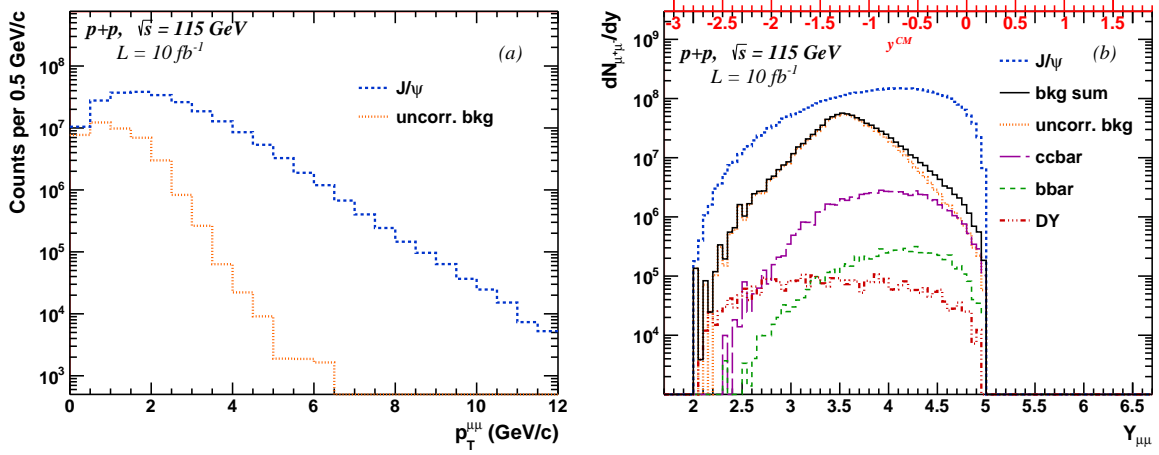 p+p, √s = 115 GeV
L = 10 fb⁻¹
(a)
J/ψ
uncorr. bkg
Counts per 0.5 GeV/c
10⁸
10⁷
10⁶
10⁵
10⁴
10³
0 2 4 6 8 10 12
p_T^μμ (GeV/c)
-3 -2.5 -2 -1.5 -1 -0.5 0 0.5 1
y^CM
p+p, √s = 115 GeV
L = 10 fb⁻¹
(b)
J/ψ
bkg sum
uncorr. bkg
ccbar
bbar
DY
dN_μ⁺μ⁻/dy
10⁹
10⁸
10⁷
10⁶
10⁵
10⁴
2 2.5 3 3.5 4 4.5 5 5.5 6 6.5
Y_μμ